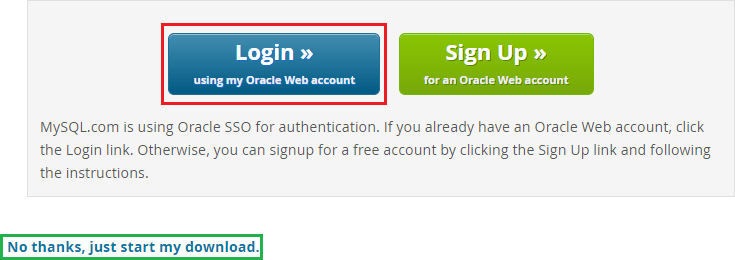 Login »
using my Oracle Web account
Sign Up »
for an Oracle Web account
MySQL.com is using Oracle SSO for authentication. If you already have an Oracle Web account, click
the Login link. Otherwise, you can signup for a free account by clicking the Sign Up link and following
the instructions.
No thanks, just start my download.